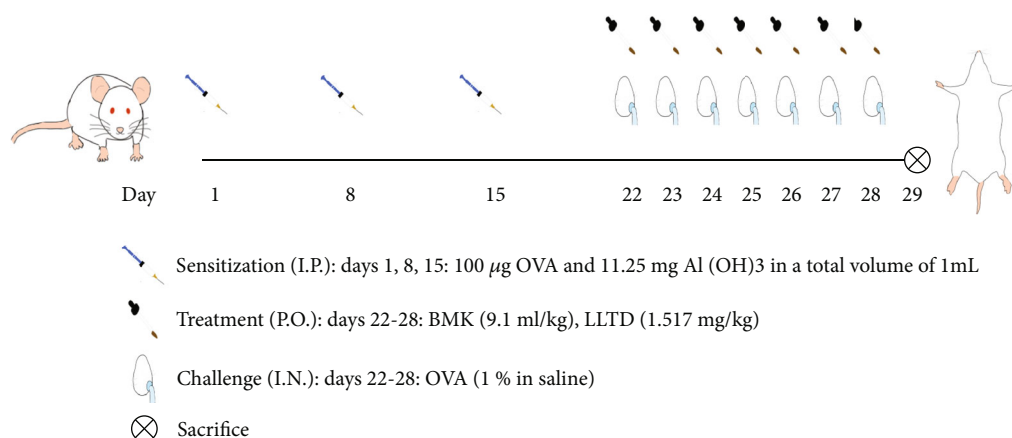 Day 1 8 15 22 23 24 25 26 27 28 29
Sensitization (I.P.): days 1, 8, 15: 100 μg OVA and 11.25 mg Al (OH)3 in a total volume of 1mL
Treatment (P.O.): days 22-28: BMK (9.1 ml/kg), LLTD (1.517 mg/kg)
Challenge (I.N.): days 22-28: OVA (1 % in saline)
Sacrifice